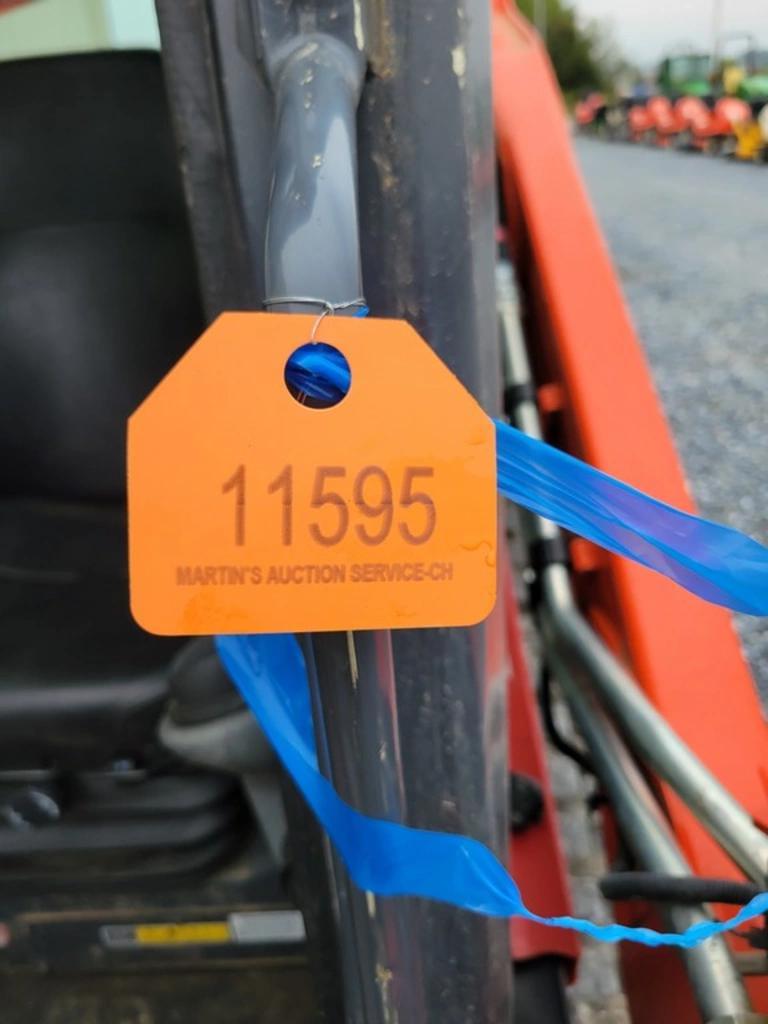 11595
MARTIN'S AUCTION SERVICE-CH